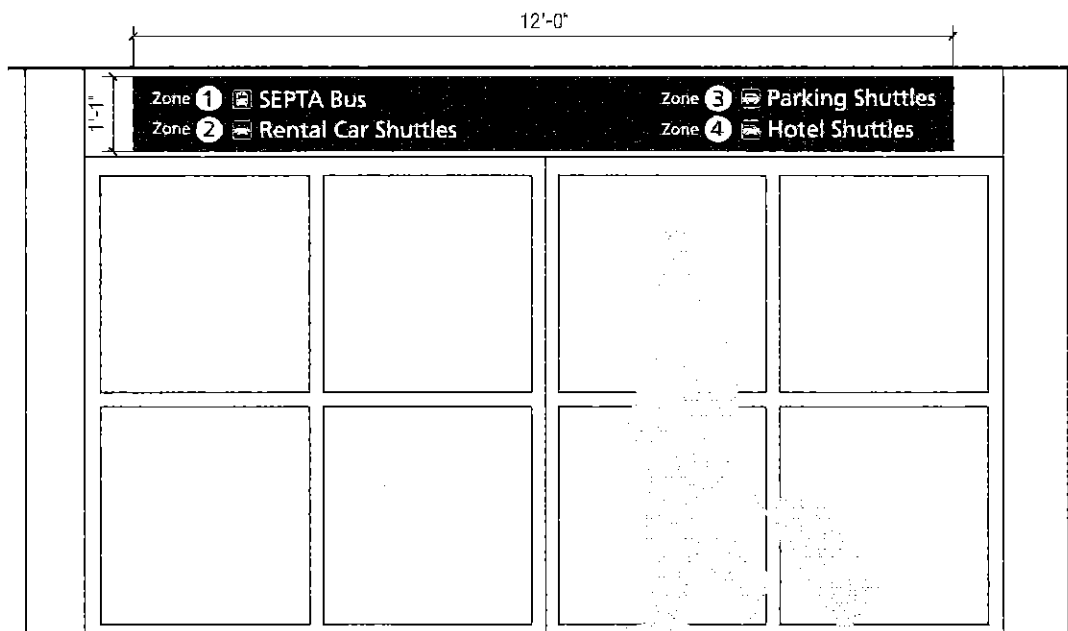 12'-0"
1'-1"
Zone 1 SEPTA Bus
Zone 2 Rental Car Shuttles
Zone 3 Parking Shuttles
Zone 4 Hotel Shuttles